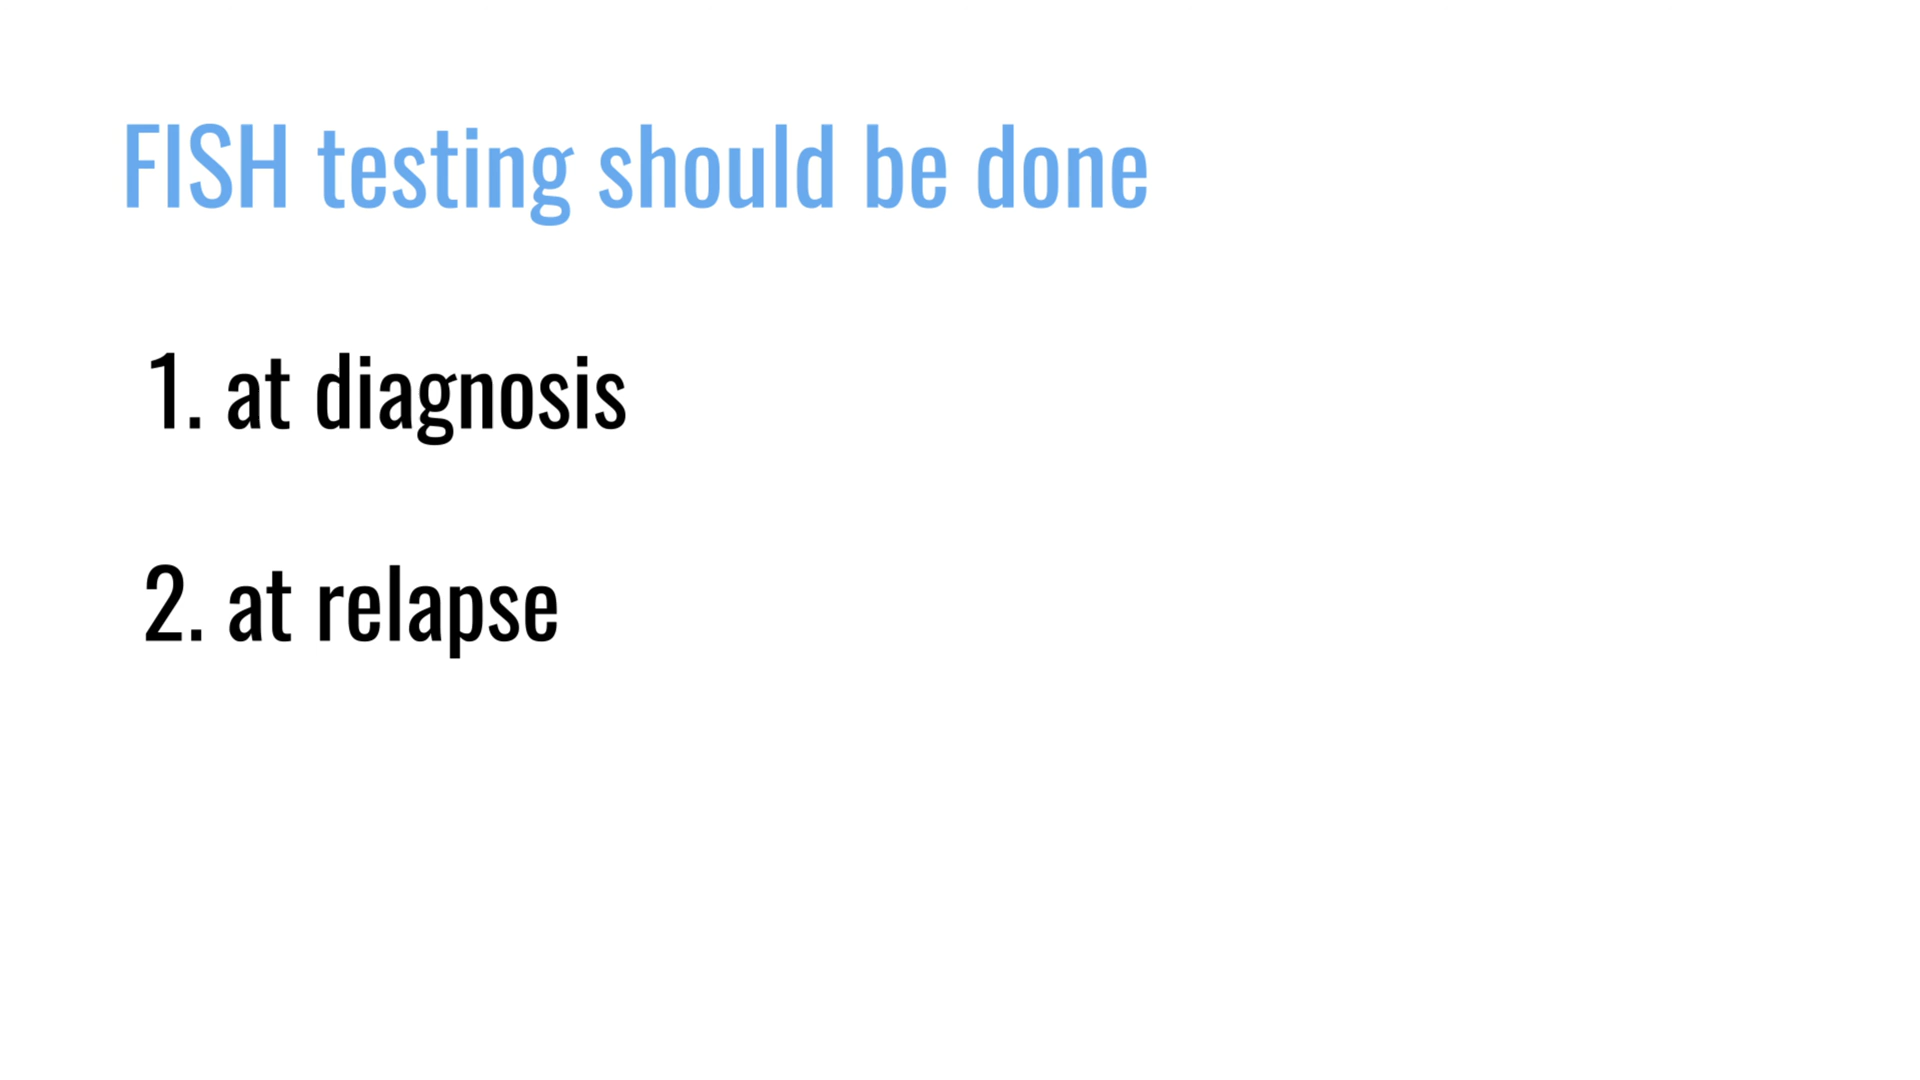 FISH testing should be done
1. at diagnosis
2. at relapse